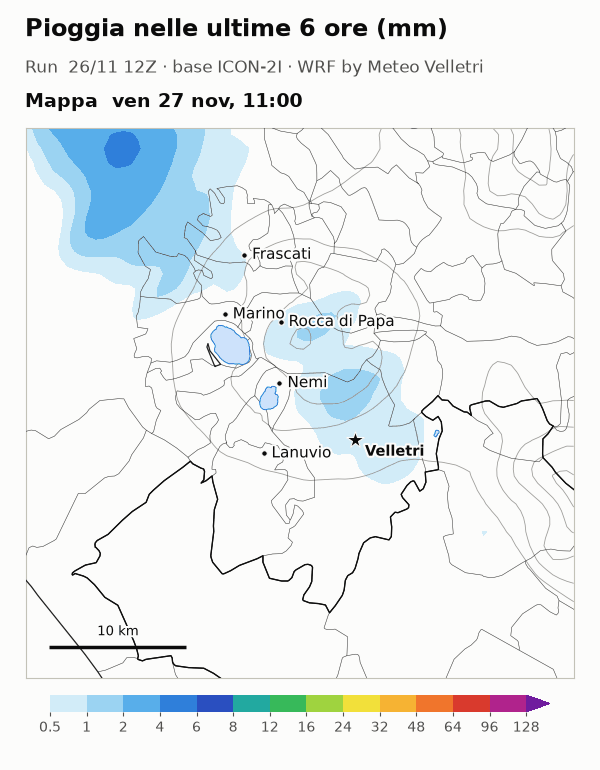 Pioggia nelle ultime 6 ore (mm)
Run  26/11 12Z · base ICON-2I · WRF by Meteo Velletri
Mappa  ven 27 nov, 11:00
Frascati
Marino
Rocca di Papa
Nemi
Velletri
Lanuvio
10 km
0.5 1 2 4 6 8 12 16 24 32 48 64 96 128